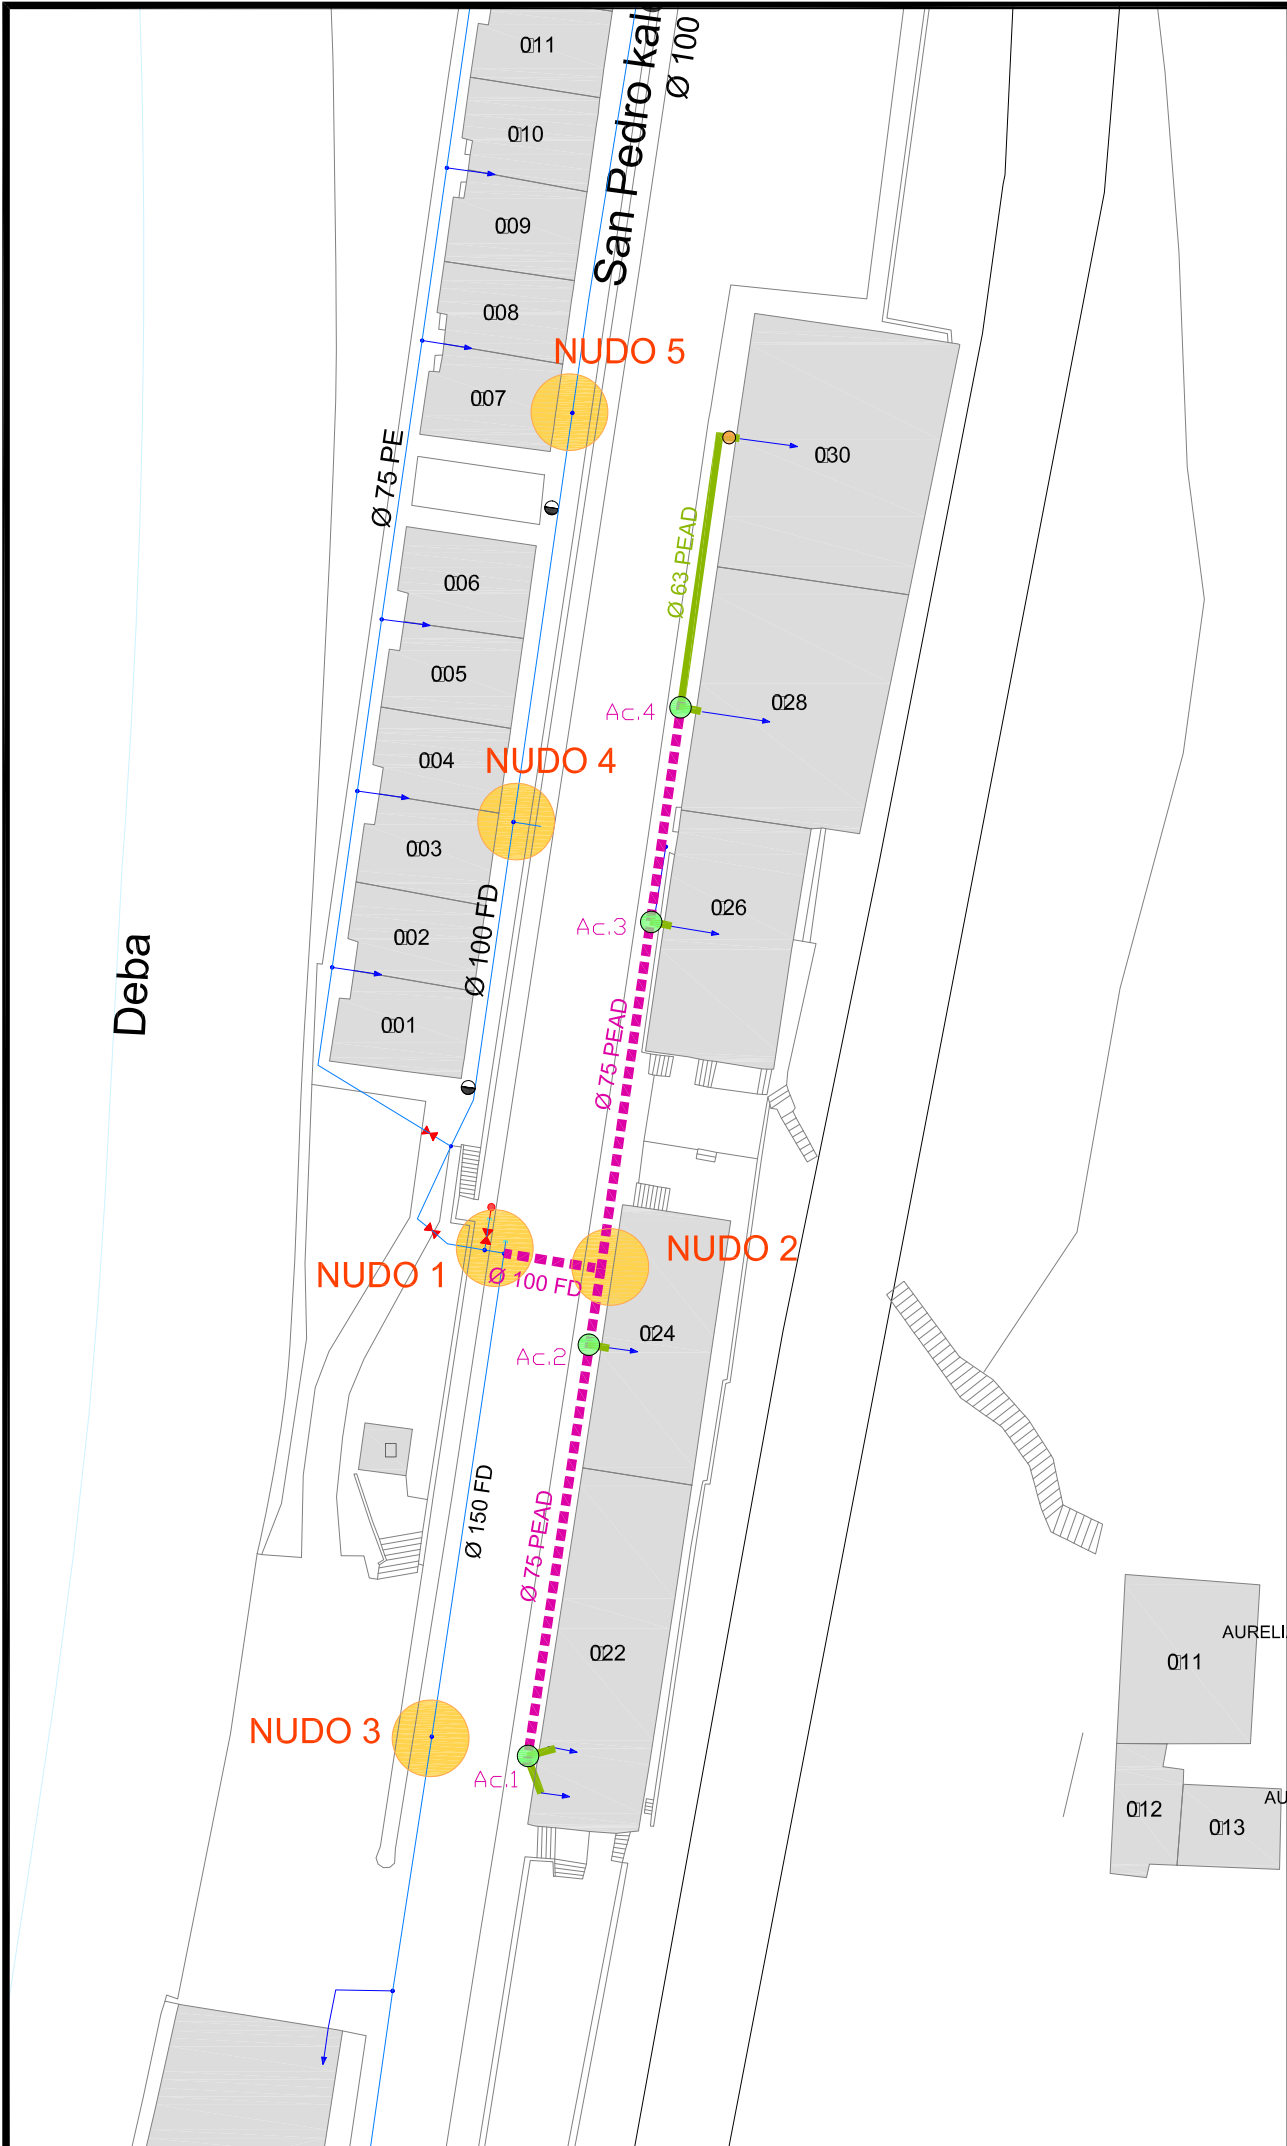 011
San Pedro kale
Ø 100
010
009
008
NUDO 5
007
Ø 75 PE
030
Ø 63 PEAD
006
005
Ac.4
028
NUDO 4
004
003
Ø 100 FD
026
Ac.3
002
Deba
001
Ø 75 PEAD
NUDO 2
NUDO 1
Ø 100 FD
024
Ac.2
Ø 150 FD
Ø 75 PEAD
022
AURELI
011
NUDO 3
Ac.1
AU
012
013